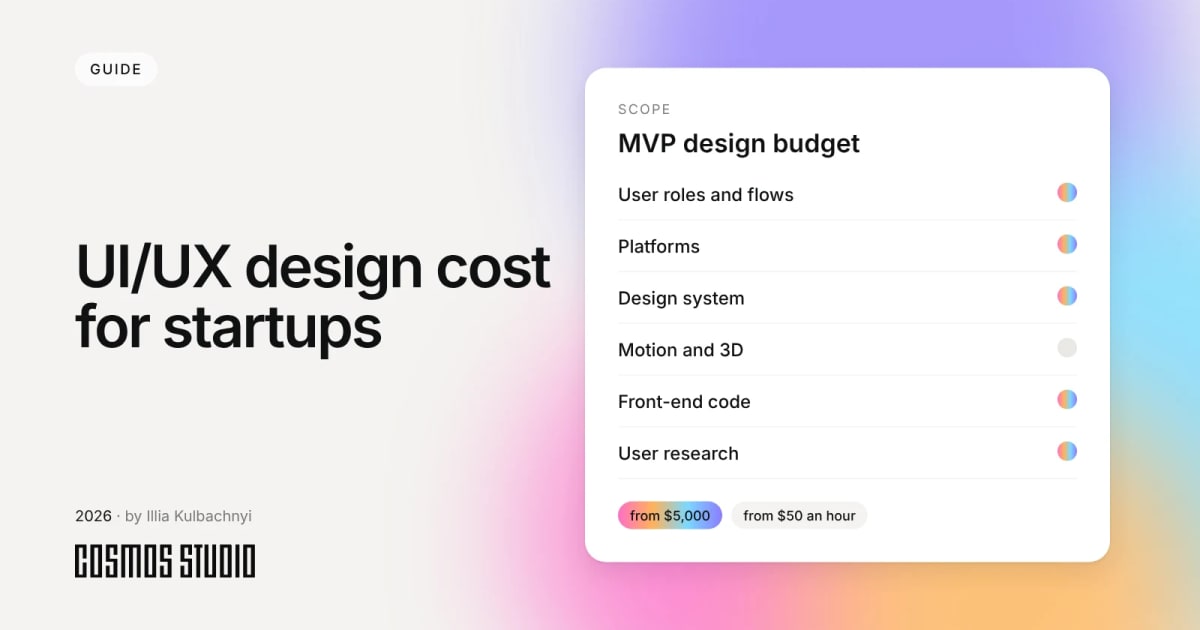 GUIDE
UI/UX design cost
for startups
2026 · by Illia Kulbachnyi
COSMOS STUDIO
SCOPE
MVP design budget
User roles and flows
Platforms
Design system
Motion and 3D
Front-end code
User research
from $5,000
from $50 an hour